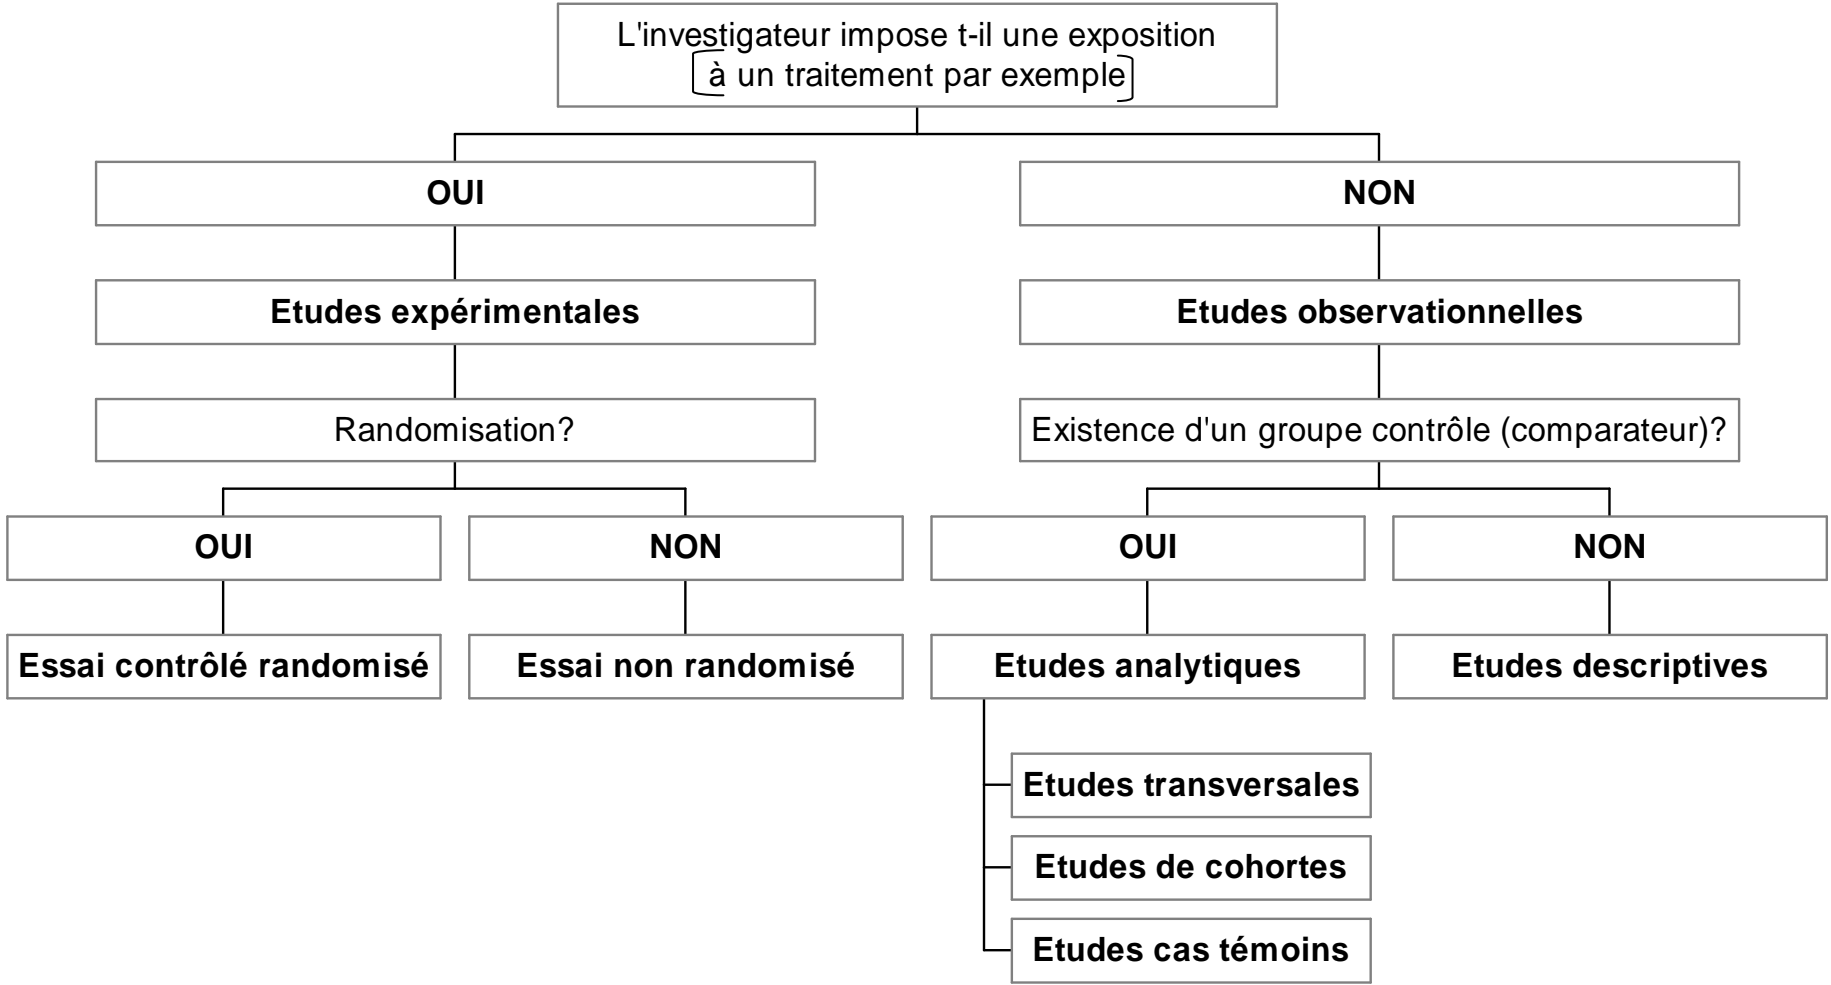 L'investigateur impose t-il une exposition
à un traitement par exemple
OUI
NON
Etudes expérimentales
Etudes observationnelles
Randomisation?
Existence d'un groupe contrôle (comparateur)?
OUI
NON
OUI
NON
Essai contrôlé randomisé
Essai non randomisé
Etudes analytiques
Etudes descriptives
Etudes transversales
Etudes de cohortes
Etudes cas témoins